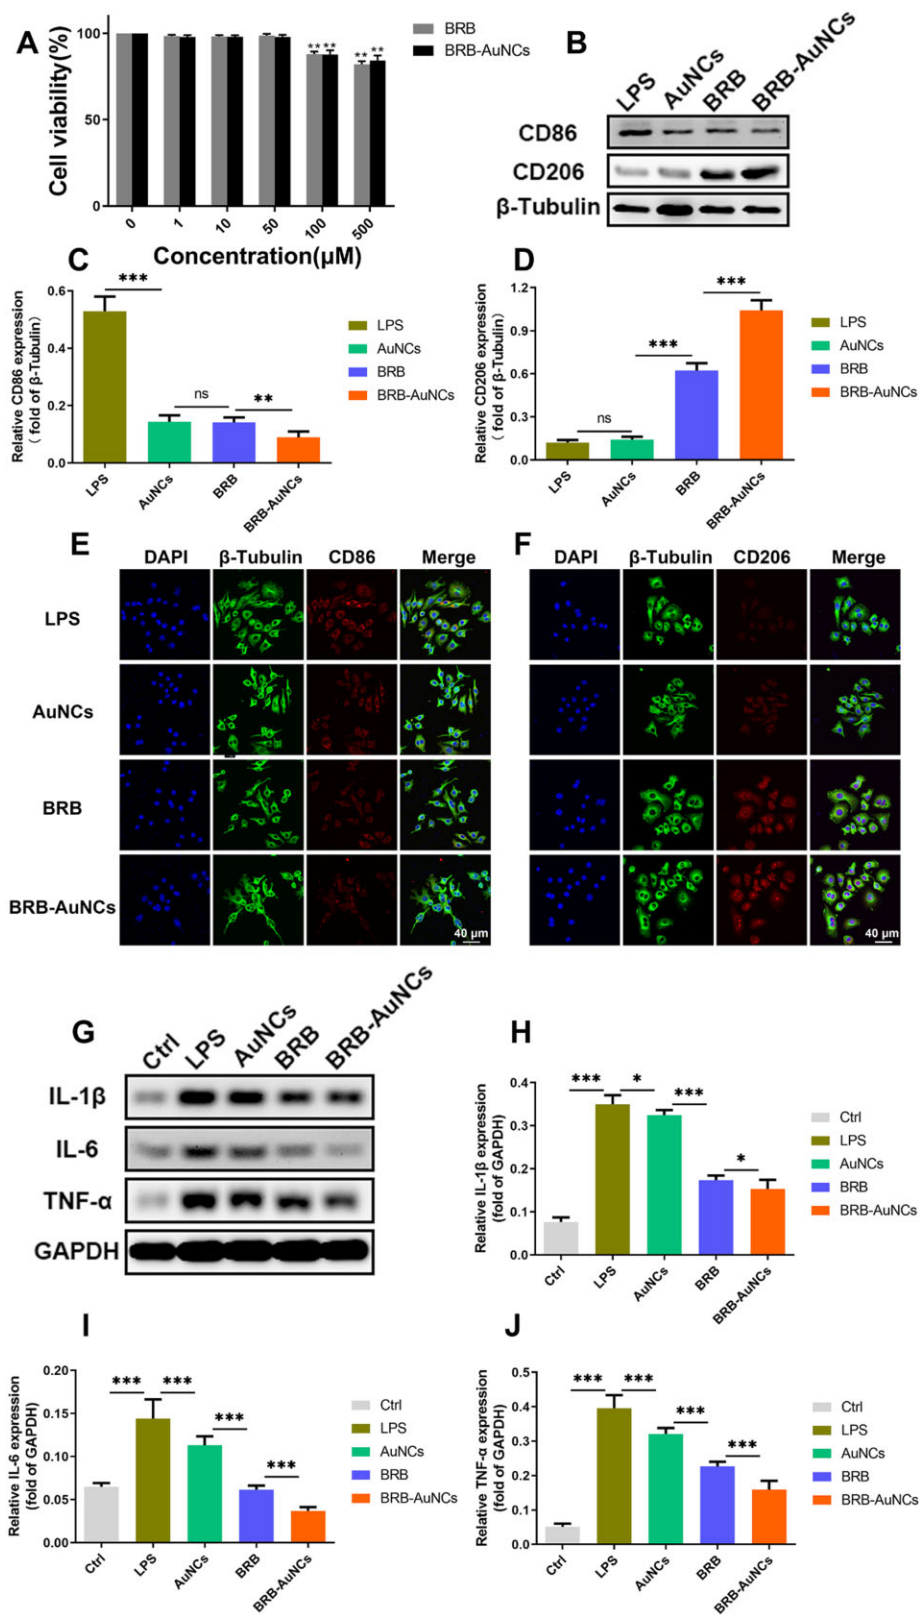 A
Cell viability(%)
100
50
0
** ** ** **
0 1 10 50 100 500
Concentration(μM)
BRB
BRB-AuNCs
B
LPS AuNCs BRB BRB-AuNCs
CD86
CD206
β-Tubulin
C
Relative CD86 expression
( fold of β-Tubulin)
0.6
0.4
0.2
0.0
*** ns **
LPS AuNCs BRB BRB-AuNCs
LPS
AuNCs
BRB
BRB-AuNCs
D
Relative CD206 expression
( fold of β-Tubulin)
1.2
0.9
0.6
0.3
0.0
ns *** ***
LPS AuNCs BRB BRB-AuNCs
LPS
AuNCs
BRB
BRB-AuNCs
E
DAPI β-Tubulin CD86 Merge
LPS
AuNCs
BRB
BRB-AuNCs
40 μm
F
DAPI β-Tubulin CD206 Merge
40 μm
G
Ctrl LPS AuNCs BRB BRB-AuNCs
IL-1β
IL-6
TNF-α
GAPDH
H
Relative IL-1β expression
(fold of GAPDH)
0.4
0.3
0.2
0.1
0.0
*** * *** *
Ctrl LPS AuNCs BRB BRB-AuNCs
Ctrl
LPS
AuNCs
BRB
BRB-AuNCs
I
Relative IL-6 expression
(fold of GAPDH)
0.20
0.15
0.10
0.05
0.00
*** *** *** ***
Ctrl LPS AuNCs BRB BRB-AuNCs
Ctrl
LPS
AuNCs
BRB
BRB-AuNCs
J
Relative TNF-α expression
(fold of GAPDH)
0.5
0.4
0.3
0.2
0.1
0.0
*** *** *** ***
Ctrl LPS AuNCs BRB BRB-AuNCs
Ctrl
LPS
AuNCs
BRB
BRB-AuNCs